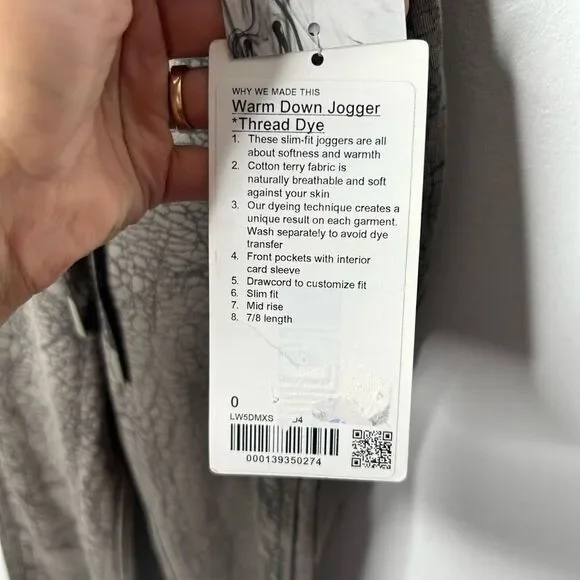 WHY WE MADE THIS
Warm Down Jogger
*Thread Dye
1. These slim-fit joggers are all
about softness and warmth
2. Cotton terry fabric is
naturally breathable and soft
against your skin
3. Our dyeing technique creates a
unique result on each garment.
Wash separately to avoid dye
transfer
4. Front pockets with interior
card sleeve
5. Drawcord to customize fit
6. Slim fit
7. Mid rise
8. 7/8 length
0
LW5DMXS
000139350274